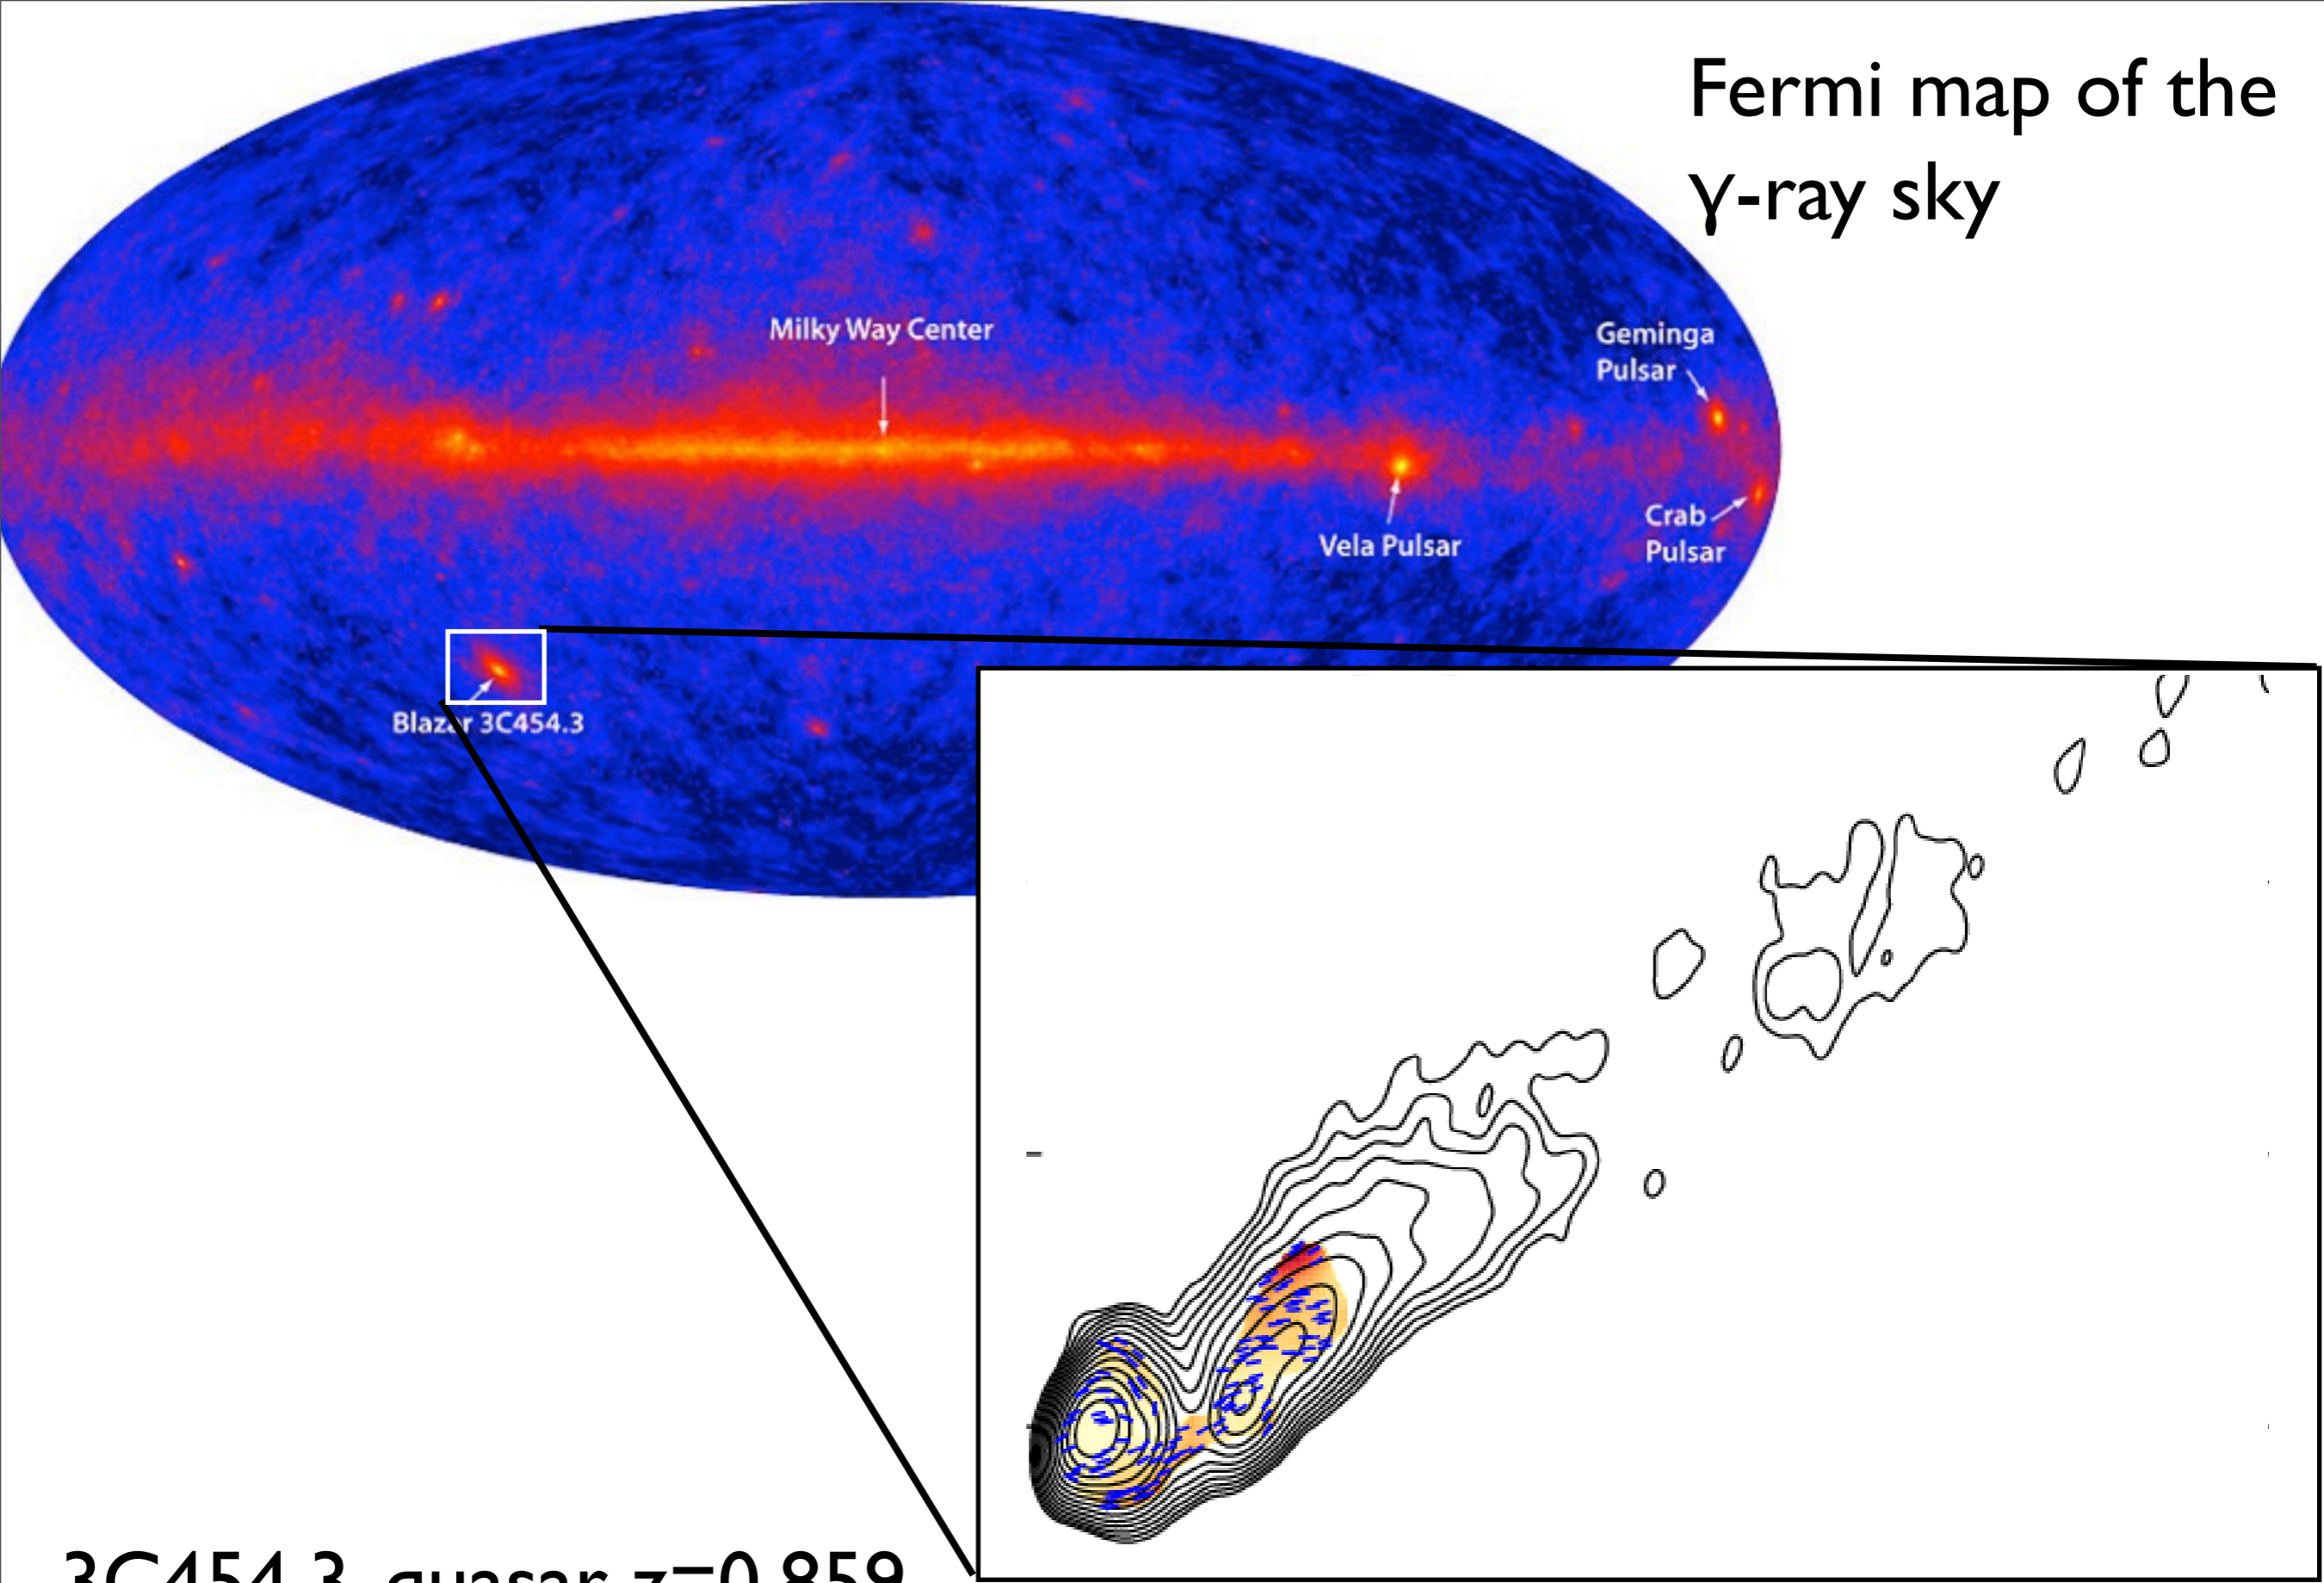 Fermi map of the
γ-ray sky
Milky Way Center
Geminga
Pulsar
Crab
Pulsar
Vela Pulsar
Blazar 3C454.3
3C454.3, quasar z=0.859